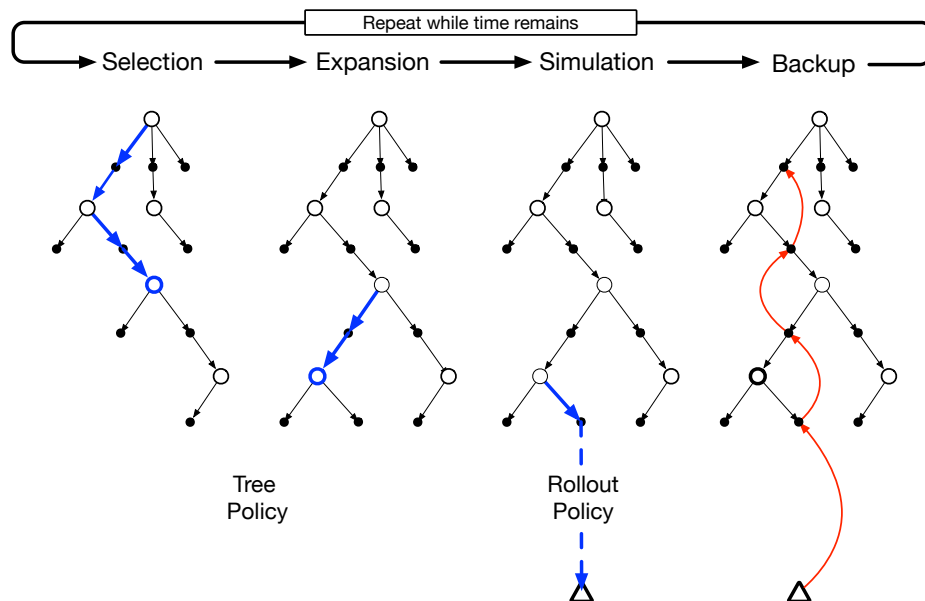 Repeat while time remains
Selection
Expansion
Simulation
Backup
Tree
Policy
Rollout
Policy